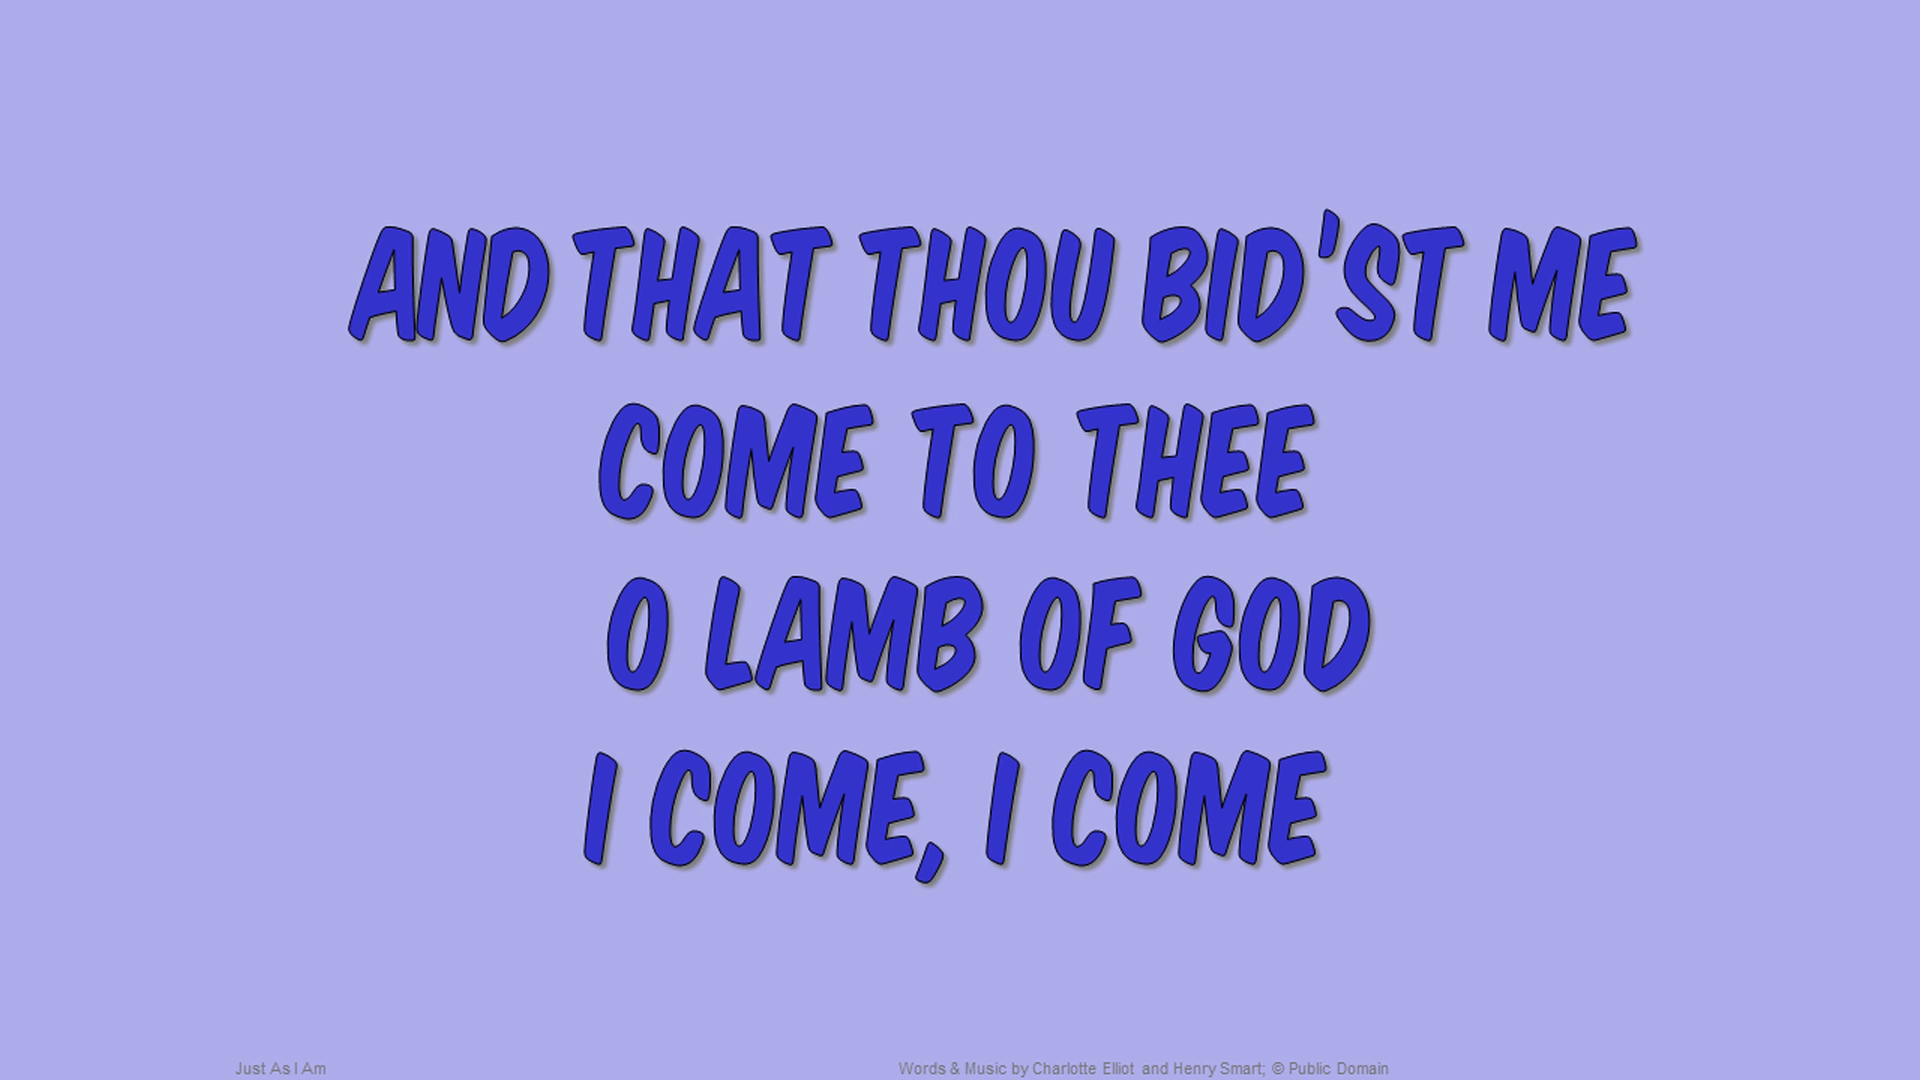 AND THAT THOU BID'ST ME
COME TO THEE
O LAMB OF GOD
I COME, I COME
Just As I Am
Words & Music by Charlotte Elliot and Henry Smart; © Public Domain